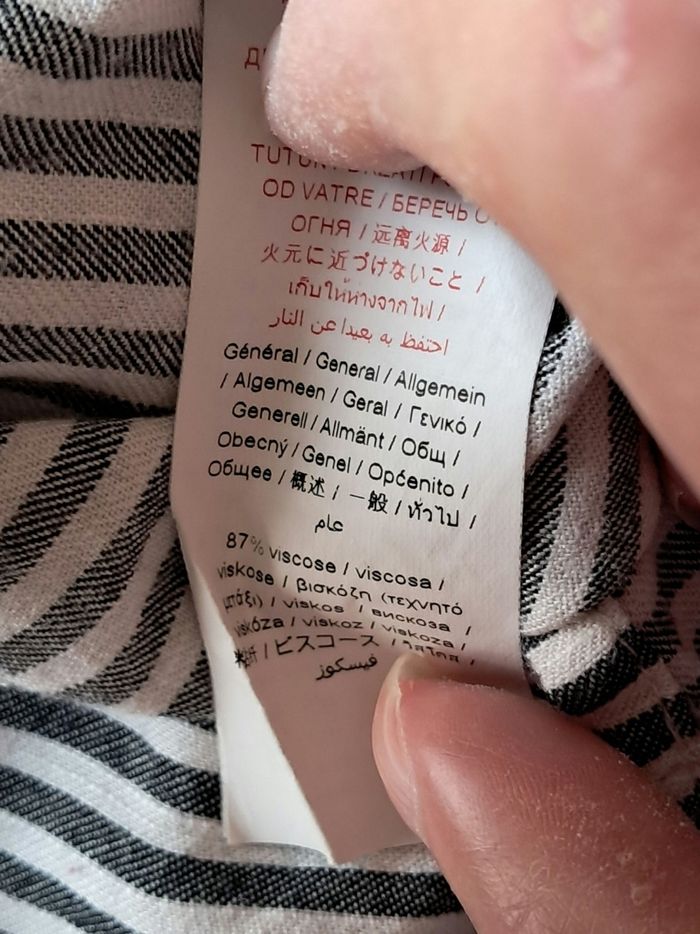 OD VATRE / БЕРЕЧЬ
ОГНЯ / 远离火源 /
火元に近づけないこと /
เก็บให้ห่างจากไฟ /
احتفظ به بعيدا عن النار
Général / General / Allgemein
/ Algemeen / Geral / Γενικό /
Generell / Allmänt / Общ /
Obecný / Genel / Općenito /
Общее / 概述 / 一般 / ทั่วไป /
عام
87% viscose / viscosa /
viskose / βισκόζη (τεχνητό
μετάξι) / viskos / вискоза /
viskóza / viskoz / viskoza /
/ ビスコース /
فيسكوز